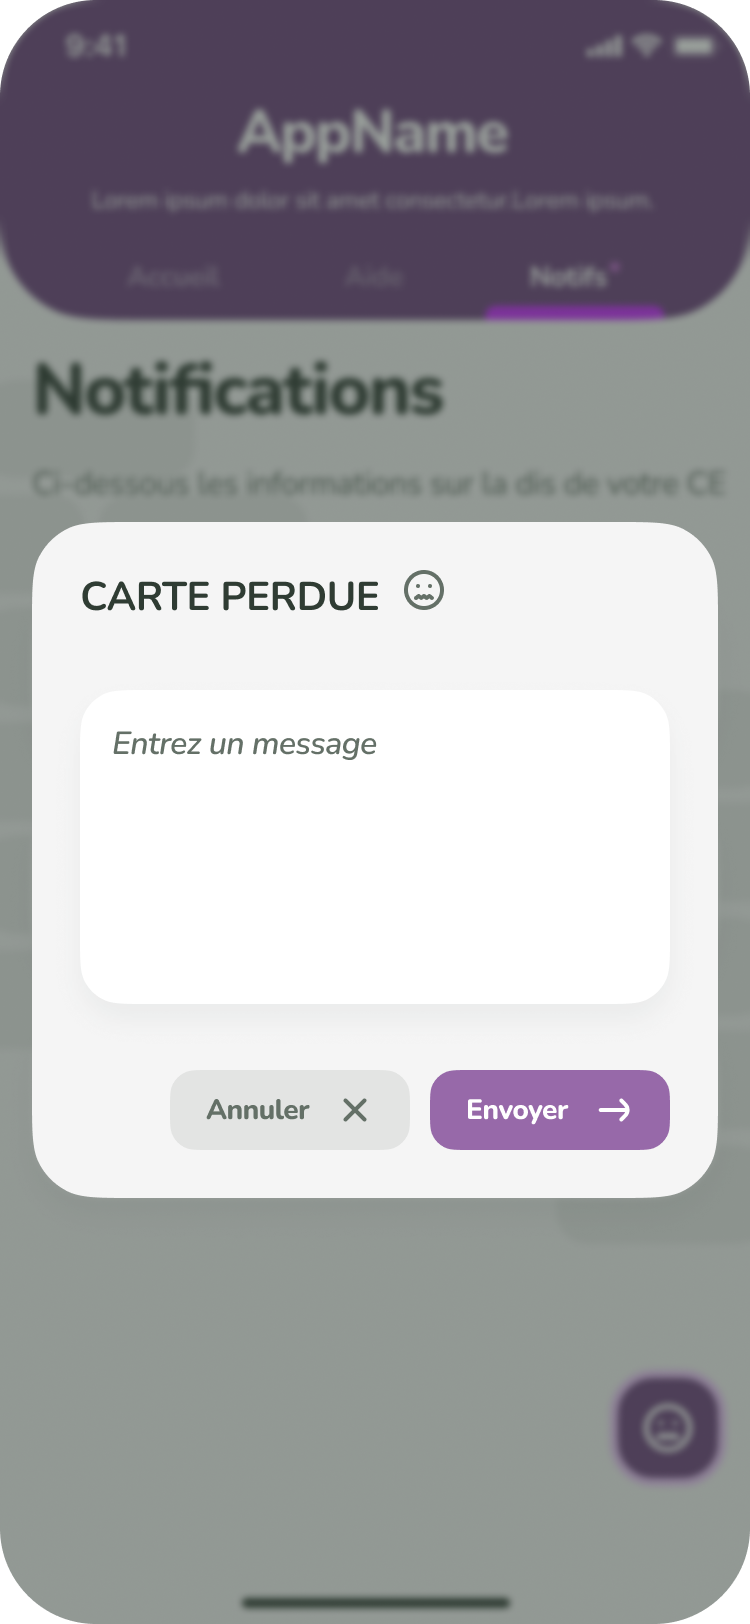 9:41
AppName
Lorem ipsum dolor sit amet consectetur.Lorem ipsum.
Accueil
Aide
Notifs
Notifications
Ci-dessous les informations sur la dis de votre CE
CARTE PERDUE
Entrez un message
Annuler
Envoyer